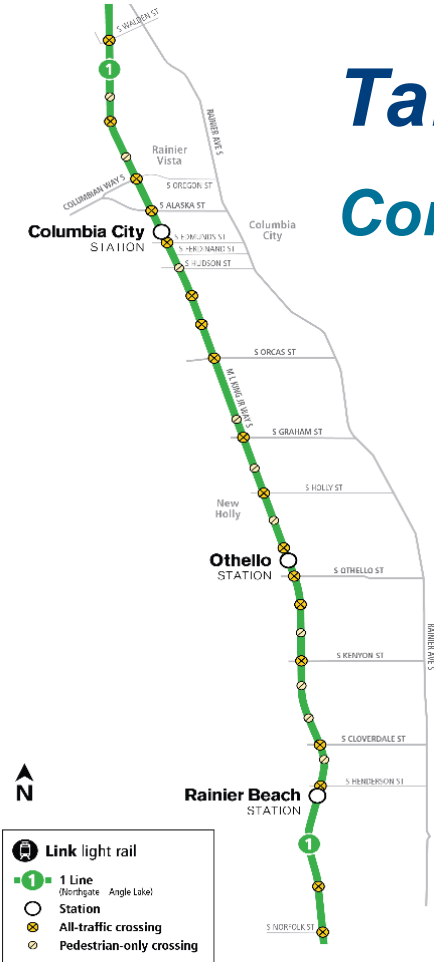 S WALDEN ST
1
Ta
Co
RAINIER AVE S
Rainier
Vista
S OREGON ST
COLUMBIAN WAY S
S ALASKA ST
Columbia
City
Columbia City
STATION
S EDMUNDS ST
S FERDINAND ST
S HUDSON ST
S ORCAS ST
M L KING JR WAY S
S GRAHAM ST
S HOLLY ST
New
Holly
Othello
STATION
S OTHELLO ST
RAINIER AVE S
S KENYON ST
S CLOVERDALE ST
N
S HENDERSON ST
Rainier Beach
STATION
1
Link light rail
1 1 Line
(Northgate Angle Lake)
Station
All-traffic crossing
Pedestrian-only crossing
S NORFOLK ST